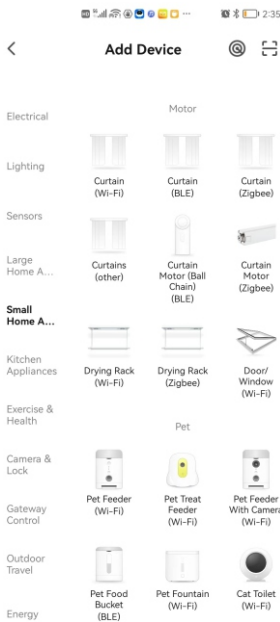 2:35
Add Device
Electrical
Lighting
Sensors
Large
Home A...
Small
Home A...
Kitchen
Appliances
Exercise &
Health
Camera &
Lock
Gateway
Control
Outdoor
Travel
Energy
Motor
Curtain
(Wi-Fi)
Curtain
(BLE)
Curtain
(Zigbee)
Curtains
(other)
Curtain
Motor (Ball
Chain)
(BLE)
Curtain
Motor
(Zigbee)
Drying Rack
(Wi-Fi)
Drying Rack
(Zigbee)
Door/
Window
(Wi-Fi)
Pet
Pet Feeder
(Wi-Fi)
Pet Treat
Feeder
(Wi-Fi)
Pet Feeder
With Camera
(Wi-Fi)
Pet Food
Bucket
(BLE)
Pet Fountain
(Wi-Fi)
Cat Toilet
(Wi-Fi)